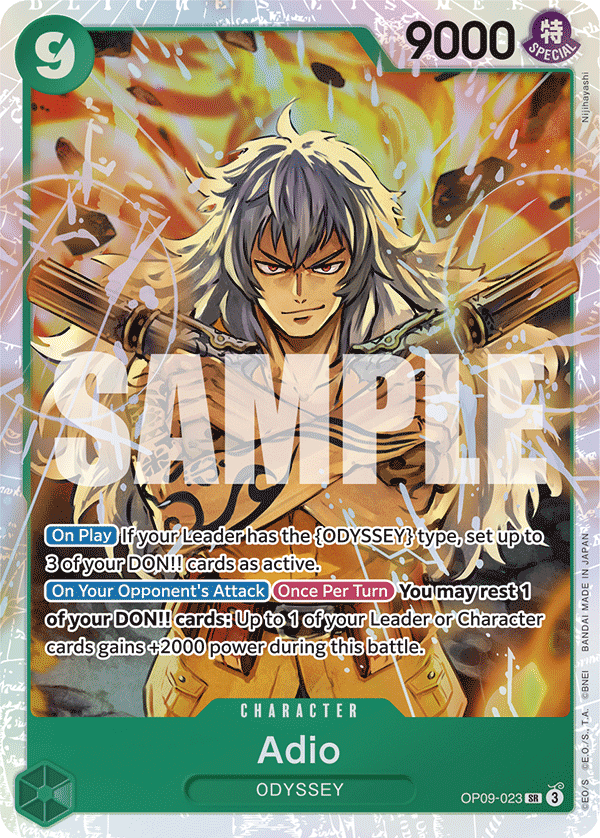 9
9000
特
SPECIAL
Nijihayashi
SAMPLE
On Play If your Leader has the {ODYSSEY} type, set up to
3 of your DON!! cards as active.
On Your Opponent's Attack Once Per Turn You may rest 1
of your DON!! cards: Up to 1 of your Leader or Character
cards gains +2000 power during this battle.
©EO/S ©E.O./S., T.A. ©BNEI BANDAI MADE IN JAPAN
CHARACTER
Adio
ODYSSEY
OP09-023 SR 3